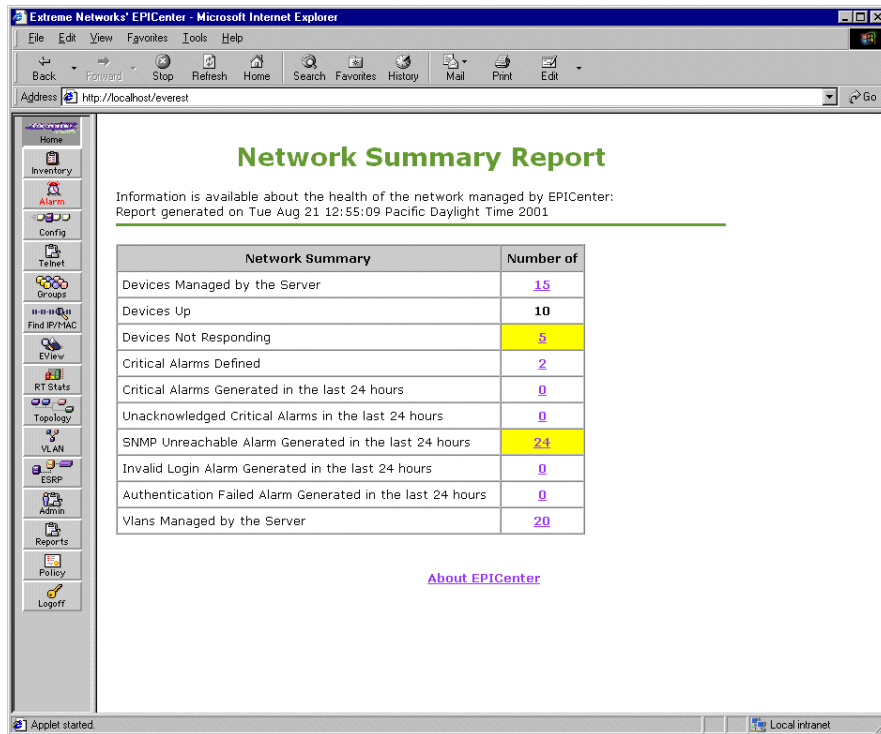 Extreme Networks' EPICenter - Microsoft Internet Explorer
File Edit View Favorites Tools Help
Back Forward Stop Refresh Home Search Favorites History Mail Print Edit
Address http://localhost/everest Go
Home
Inventory
Alarm
Config
Telnet
Groups
Find IP/MAC
EView
RT Stats
Topology
VLAN
ESRP
Admin
Reports
Policy
Logoff
Network Summary Report
Information is available about the health of the network managed by EPICenter:
Report generated on Tue Aug 21 12:55:09 Pacific Daylight Time 2001
Network Summary Number of
Devices Managed by the Server 15
Devices Up 10
Devices Not Responding 5
Critical Alarms Defined 2
Critical Alarms Generated in the last 24 hours 0
Unacknowledged Critical Alarms in the last 24 hours 0
SNMP Unreachable Alarm Generated in the last 24 hours 24
Invalid Login Alarm Generated in the last 24 hours 0
Authentication Failed Alarm Generated in the last 24 hours 0
Vlans Managed by the Server 20
About EPICenter
Applet started. Local intranet